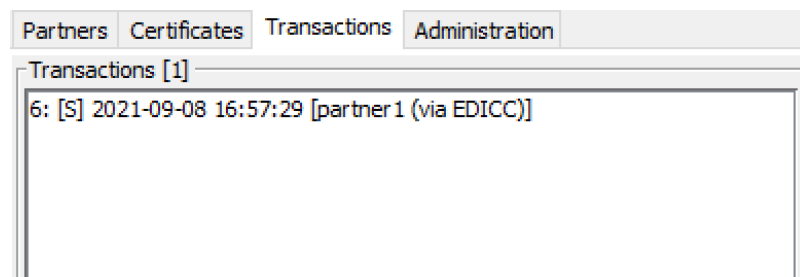 Partners Certificates Transactions Administration
Transactions [1]
6: [S] 2021-09-08 16:57:29 [partner1 (via EDICC)]